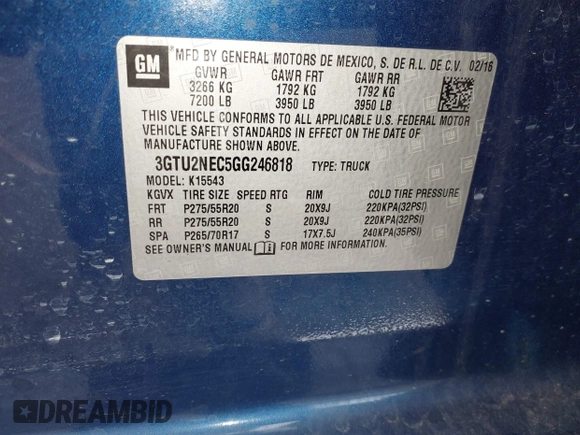 GM
*MFD BY GENERAL MOTORS DE MEXICO, S. DE R.L. DE C.V. 02/16
GVWR GAWR FRT GAWR RR
3266 KG 1792 KG 1792 KG
7200 LB 3950 LB 3950 LB
THIS VEHICLE CONFORMS TO ALL APPLICABLE U.S. FEDERAL MOTOR
VEHICLE SAFETY STANDARDS IN EFFECT ON THE DATE OF
MANUFACTURE SHOWN ABOVE.
3GTU2NEC5GG246818 TYPE: TRUCK
MODEL: K15543
KGVX TIRE SIZE SPEED RTG RIM COLD TIRE PRESSURE
FRT P275/55R20 S 20X9J 220KPA(32PSI)
RR P275/55R20 S 20X9J 220KPA(32PSI)
SPA P265/70R17 S 17X7.5J 240KPA(35PSI)
SEE OWNER'S MANUAL FOR MORE INFORMATION.
DREAMBID